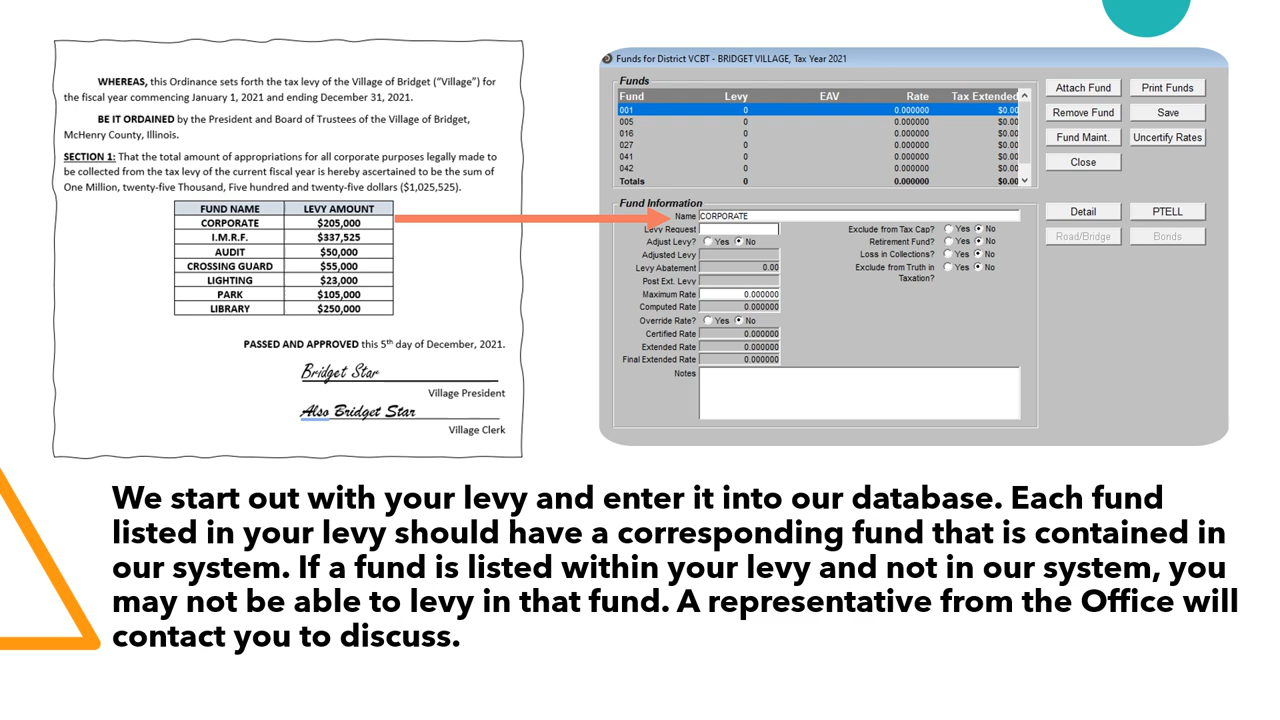 WHEREAS, this Ordinance sets forth the tax levy of the Village of Bridget ("Village") for
the fiscal year commencing January 1, 2021 and ending December 31, 2021.
BE IT ORDAINED by the President and Board of Trustees of the Village of Bridget,
McHenry County, Illinois.
SECTION 1: That the total amount of appropriations for all corporate purposes legally made to
be collected from the tax levy of the current fiscal year is hereby ascertained to be the sum of
One Million, twenty-five Thousand, Five hundred and twenty-five dollars ($1,025,525).
FUND NAME LEVY AMOUNT
CORPORATE $205,000
I.M.R.F. $337,525
AUDIT $50,000
CROSSING GUARD $55,000
LIGHTING $23,000
PARK $105,000
LIBRARY $250,000
PASSED AND APPROVED this 5th day of December, 2021.
Bridget Star
Village President
Also Bridget Star
Village Clerk
Funds for District VCBT - BRIDGET VILLAGE, Tax Year 2021
Funds
Fund Levy EAV Rate Tax Extended
001 0 0.000000 $0.00
005 0 0.000000 $0.00
016 0 0.000000 $0.00
027 0 0.000000 $0.00
041 0 0.000000 $0.00
042 0 0.000000 $0.00
Totals 0 0.000000 $0.00
Attach Fund Print Funds
Remove Fund Save
Fund Maint. Uncertify Rates
Close
Detail PTELL
Road/Bridge Bonds
Fund Information
Name CORPORATE
Levy Request
Adjust Levy? Yes No
Adjusted Levy
Levy Abatement 0.00
Post Ext. Levy
Maximum Rate 0.000000
Computed Rate 0.000000
Override Rate? Yes No
Certified Rate 0.000000
Extended Rate 0.000000
Final Extended Rate 0.000000
Notes
Exclude from Tax Cap? Yes No
Retirement Fund? Yes No
Loss in Collections? Yes No
Exclude from Truth in Yes No
Taxation?
We start out with your levy and enter it into our database. Each fund
listed in your levy should have a corresponding fund that is contained in
our system. If a fund is listed within your levy and not in our system, you
may not be able to levy in that fund. A representative from the Office will
contact you to discuss.